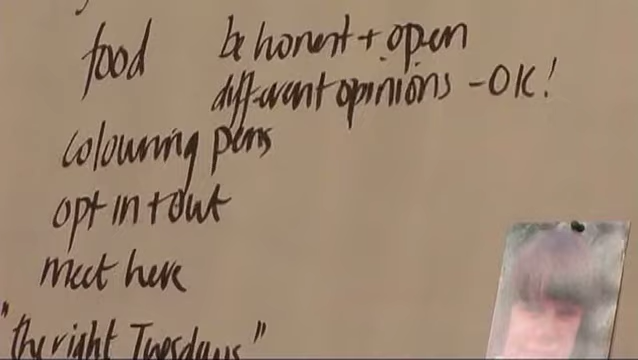 food
be honest + open
different opinions - OK!
colouring pens
opt in + out
meet here
"the right Tuesdays"